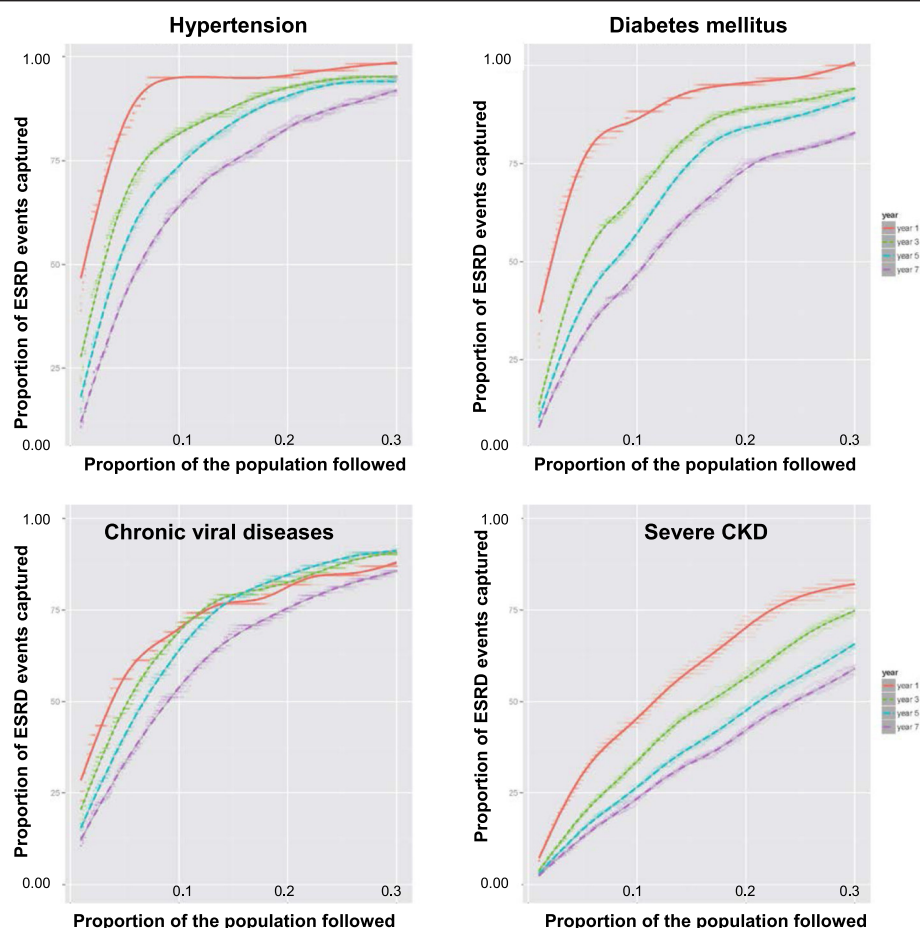 Hypertension
1.00
75
50
25
0.00
0.1 0.2 0.3
Proportion of ESRD events captured
Proportion of the population followed
Diabetes mellitus
1.00
75
50
25
0.00
0.1 0.2 0.3
Proportion of ESRD events captured
Proportion of the population followed
year
year 1
year 3
year 5
year 7
Chronic viral diseases
1.00
75
50
25
0.00
0.1 0.2 0.3
Proportion of ESRD events captured
Proportion of the population followed
Severe CKD
1.00
75
50
25
0.00
0.1 0.2 0.3
Proportion of ESRD events captured
Proportion of the population followed
year
year 1
year 3
year 5
year 7